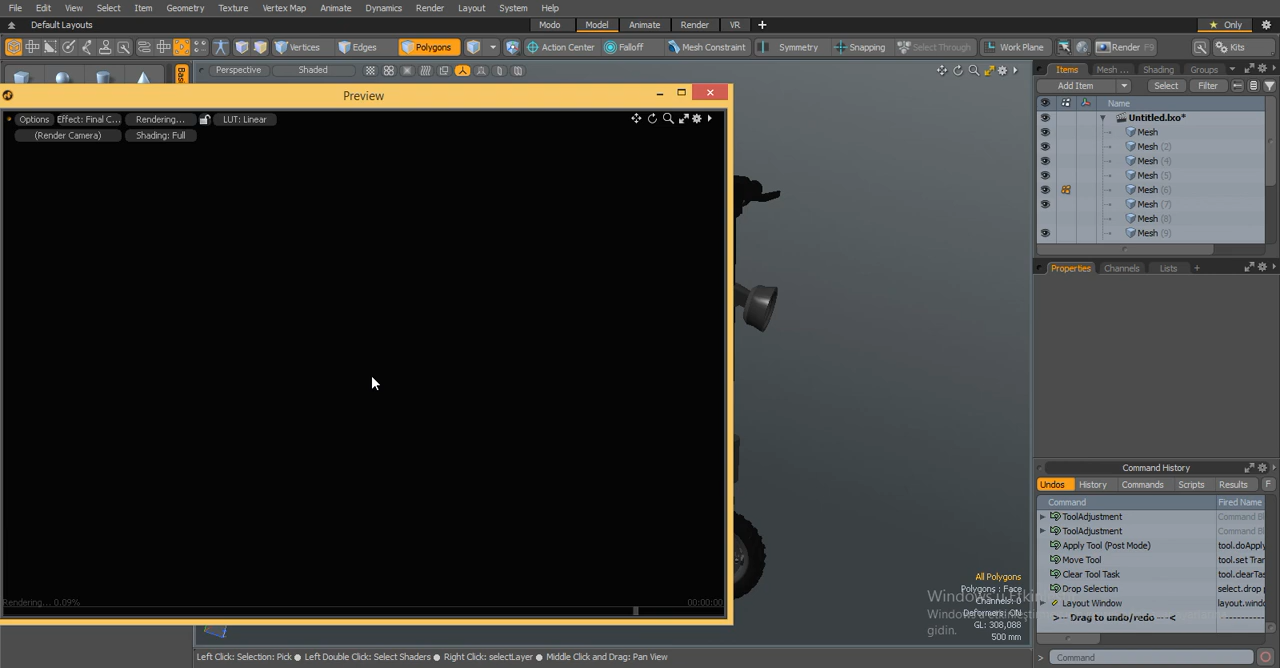 File Edit View Select Item Geometry Texture Vertex Map Animate Dynamics Render Layout System Help
Default Layouts Modo Model Animate Render VR + Only
Vertices Edges Polygons Action Center Falloff Mesh Constraint Symmetry Snapping Select Through Work Plane Render F9 Kits
Perspective Shaded
Items Mesh ... Shading Groups
Add Item Select Filter
Name
Untitled.lxo*
Mesh
Mesh (2)
Mesh (4)
Mesh (5)
Mesh (6)
Mesh (7)
Mesh (8)
Mesh (9)
Preview
Options Effect: Final C... Rendering... LUT: Linear
(Render Camera) Shading: Full
Rendering... 0.09% 00:00:00
Properties Channels Lists +
Command History
Undos History Commands Scripts Results F
Command Fired Name
ToolAdjustment Command Bl
ToolAdjustment Command Bl
Apply Tool (Post Mode) tool.doApply
Move Tool tool.set Tran
Clear Tool Task tool.clearTas
Drop Selection select.drop p
Layout Window layout.windo
>-- Drag to undo/redo ---<
All Polygons
Polygons : Face
Channels: 0
Deformers: ON
GL: 308,088
500 mm
gidin.
Left Click: Selection: Pick ● Left Double Click: Select Shaders ● Right Click: selectLayer ● Middle Click and Drag: Pan View
> Command